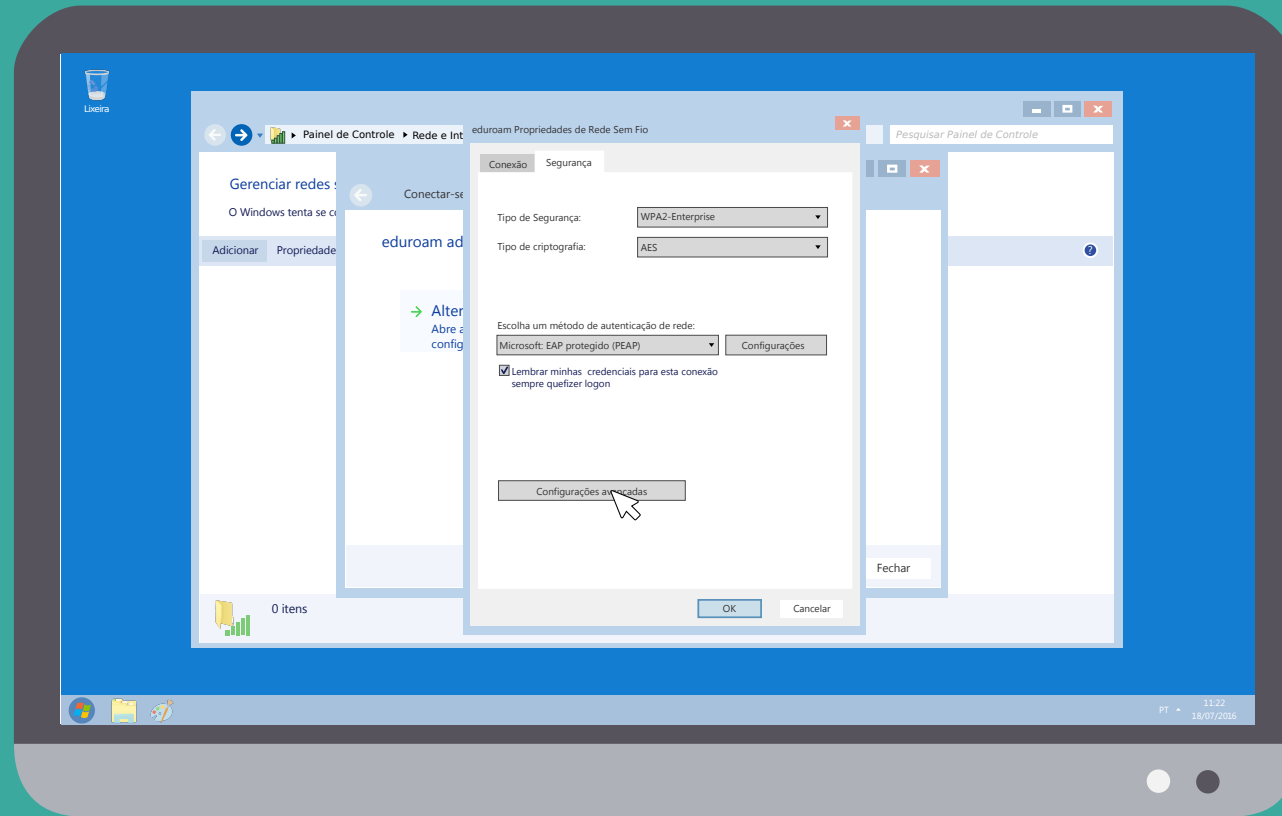 Lixeira
Painel de Controle
Rede e Int
Pesquisar Painel de Controle
Gerenciar redes s
O Windows tenta se co
Adicionar
Propriedade
?
0 itens
Conectar-se
eduroam ad
Alter
Abre a
config
Fechar
eduroam Propriedades de Rede Sem Fio
Conexão
Segurança
Tipo de Segurança:
WPA2-Enterprise
Tipo de criptografia:
AES
Escolha um método de autenticação de rede:
Microsoft: EAP protegido (PEAP)
Configurações
Lembrar minhas credenciais para esta conexão
sempre quefizer logon
Configurações avançadas
OK
Cancelar
PT
11:22
18/07/2016